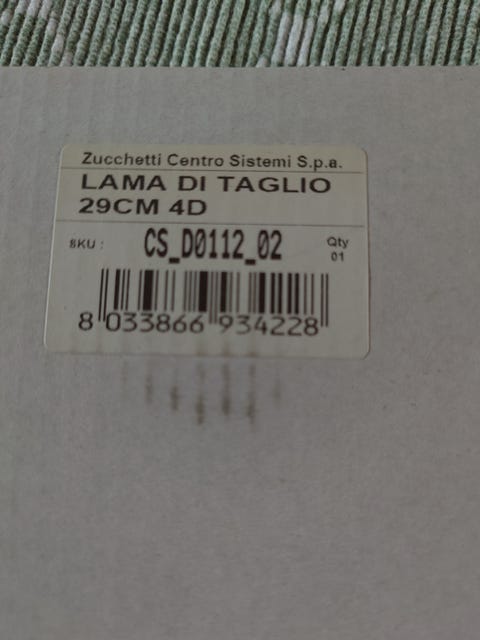 Zucchetti Centro Sistemi S.p.a.
LAMA DI TAGLIO
29CM 4D
SKU : CS_D0112_02 Qty
01
8 033866 934228